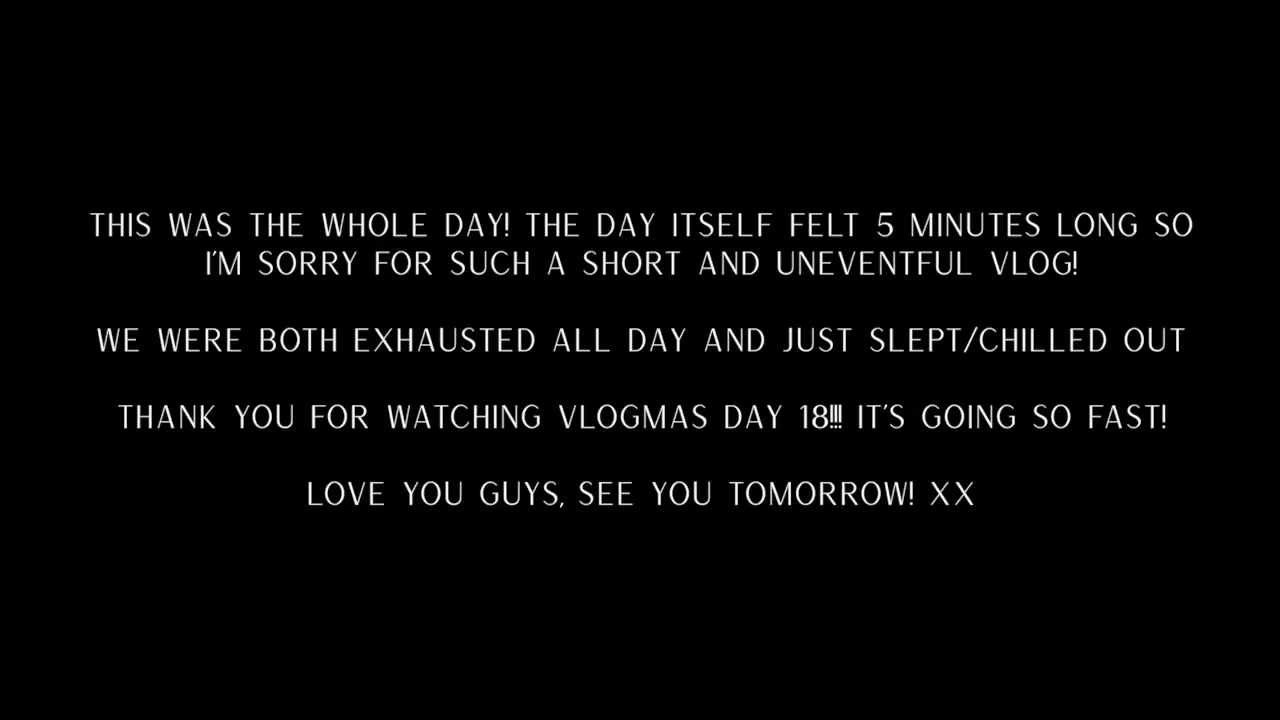 THIS WAS THE WHOLE DAY! THE DAY ITSELF FELT 5 MINUTES LONG SO
I'M SORRY FOR SUCH A SHORT AND UNEVENTFUL VLOG!
WE WERE BOTH EXHAUSTED ALL DAY AND JUST SLEPT/CHILLED OUT
THANK YOU FOR WATCHING VLOGMAS DAY 18!!! IT'S GOING SO FAST!
LOVE YOU GUYS, SEE YOU TOMORROW! XX